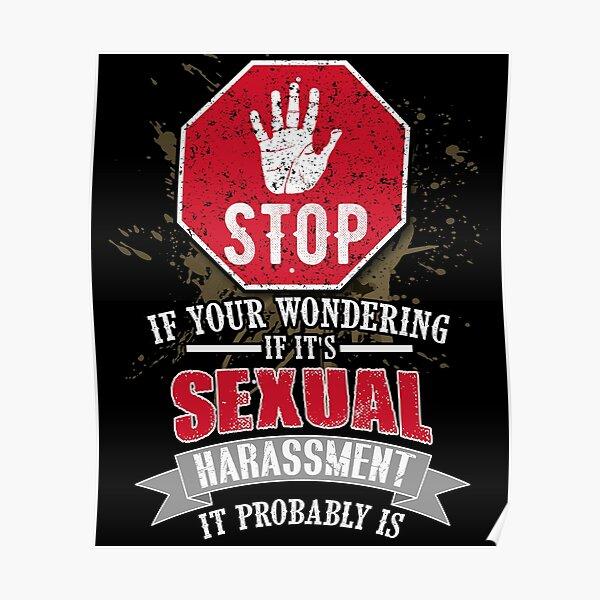 STOP
IF YOUR WONDERING
IF IT'S
SEXUAL
HARASSMENT
IT PROBABLY IS